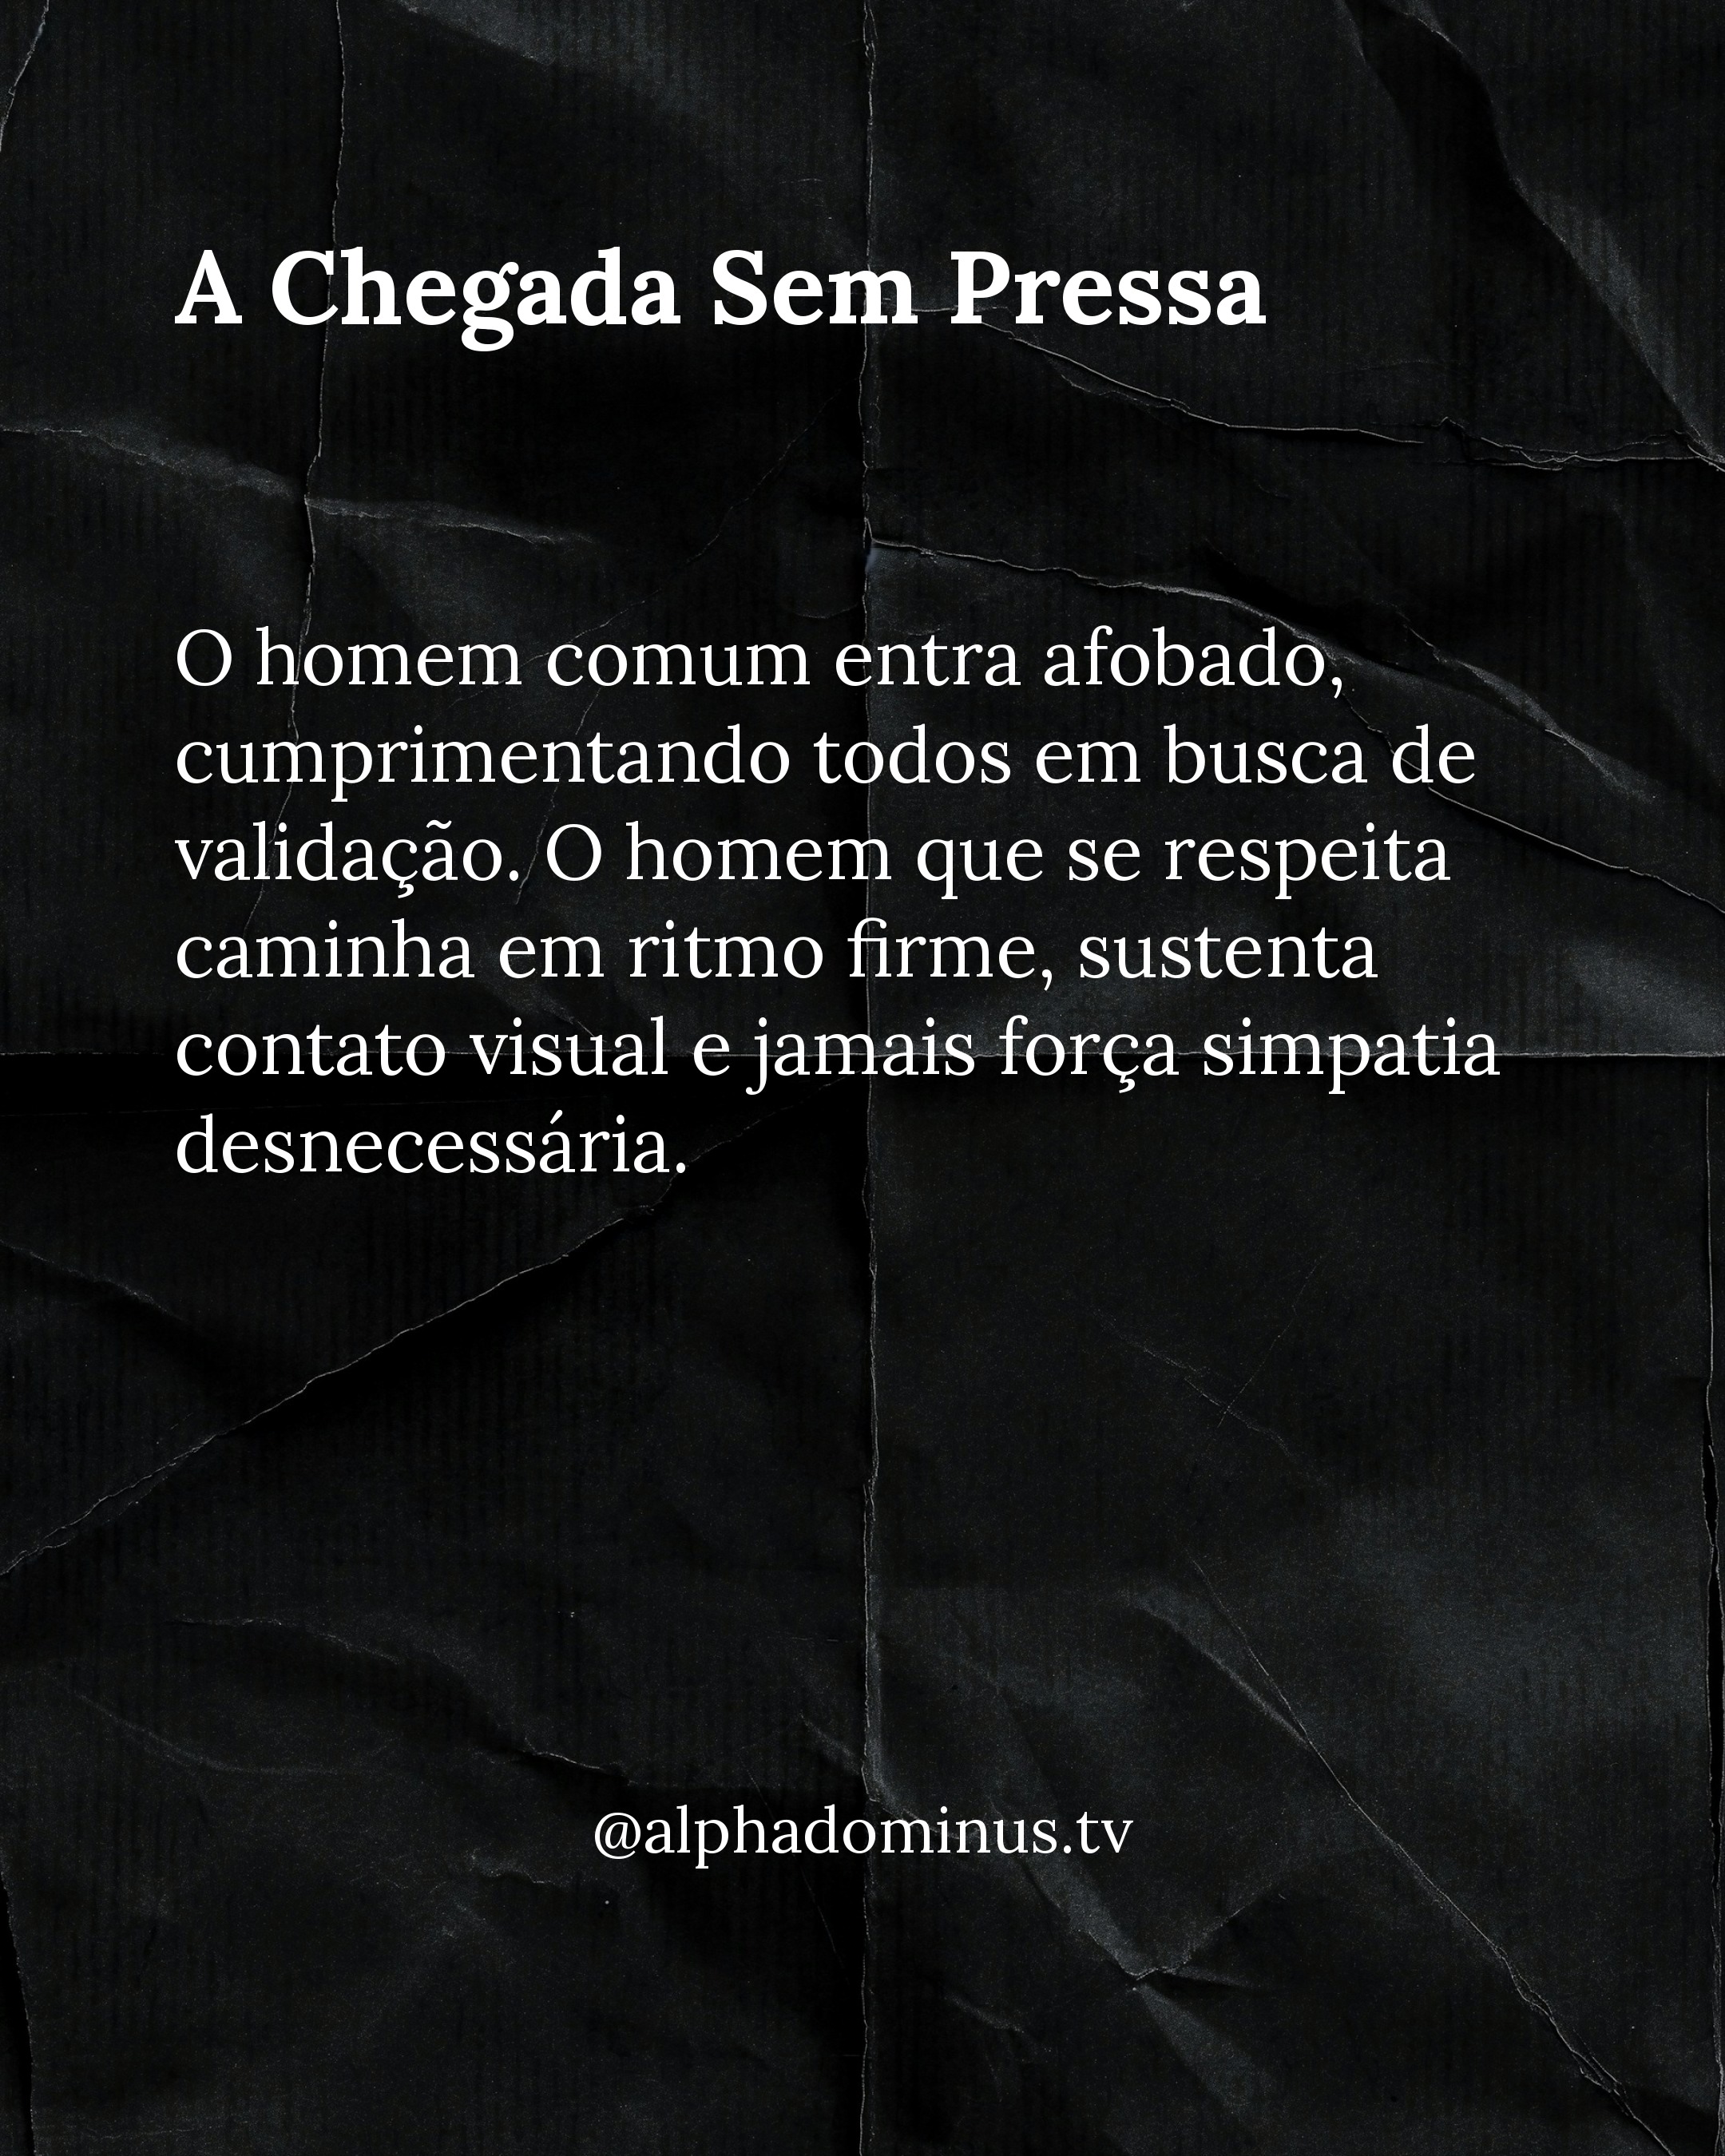 A Chegada Sem Pressa
O homem comum entra afobado,
cumprimentando todos em busca de
validação. O homem que se respeita
caminha em ritmo firme, sustenta
contato visual e jamais força simpatia
desnecessária.
@alphadominus.tv